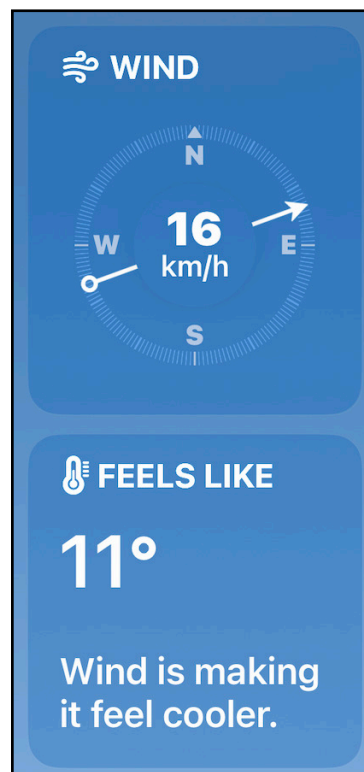 WIND
N
W
16
E
km/h
S
FEELS LIKE
11°
Wind is making
it feel cooler.